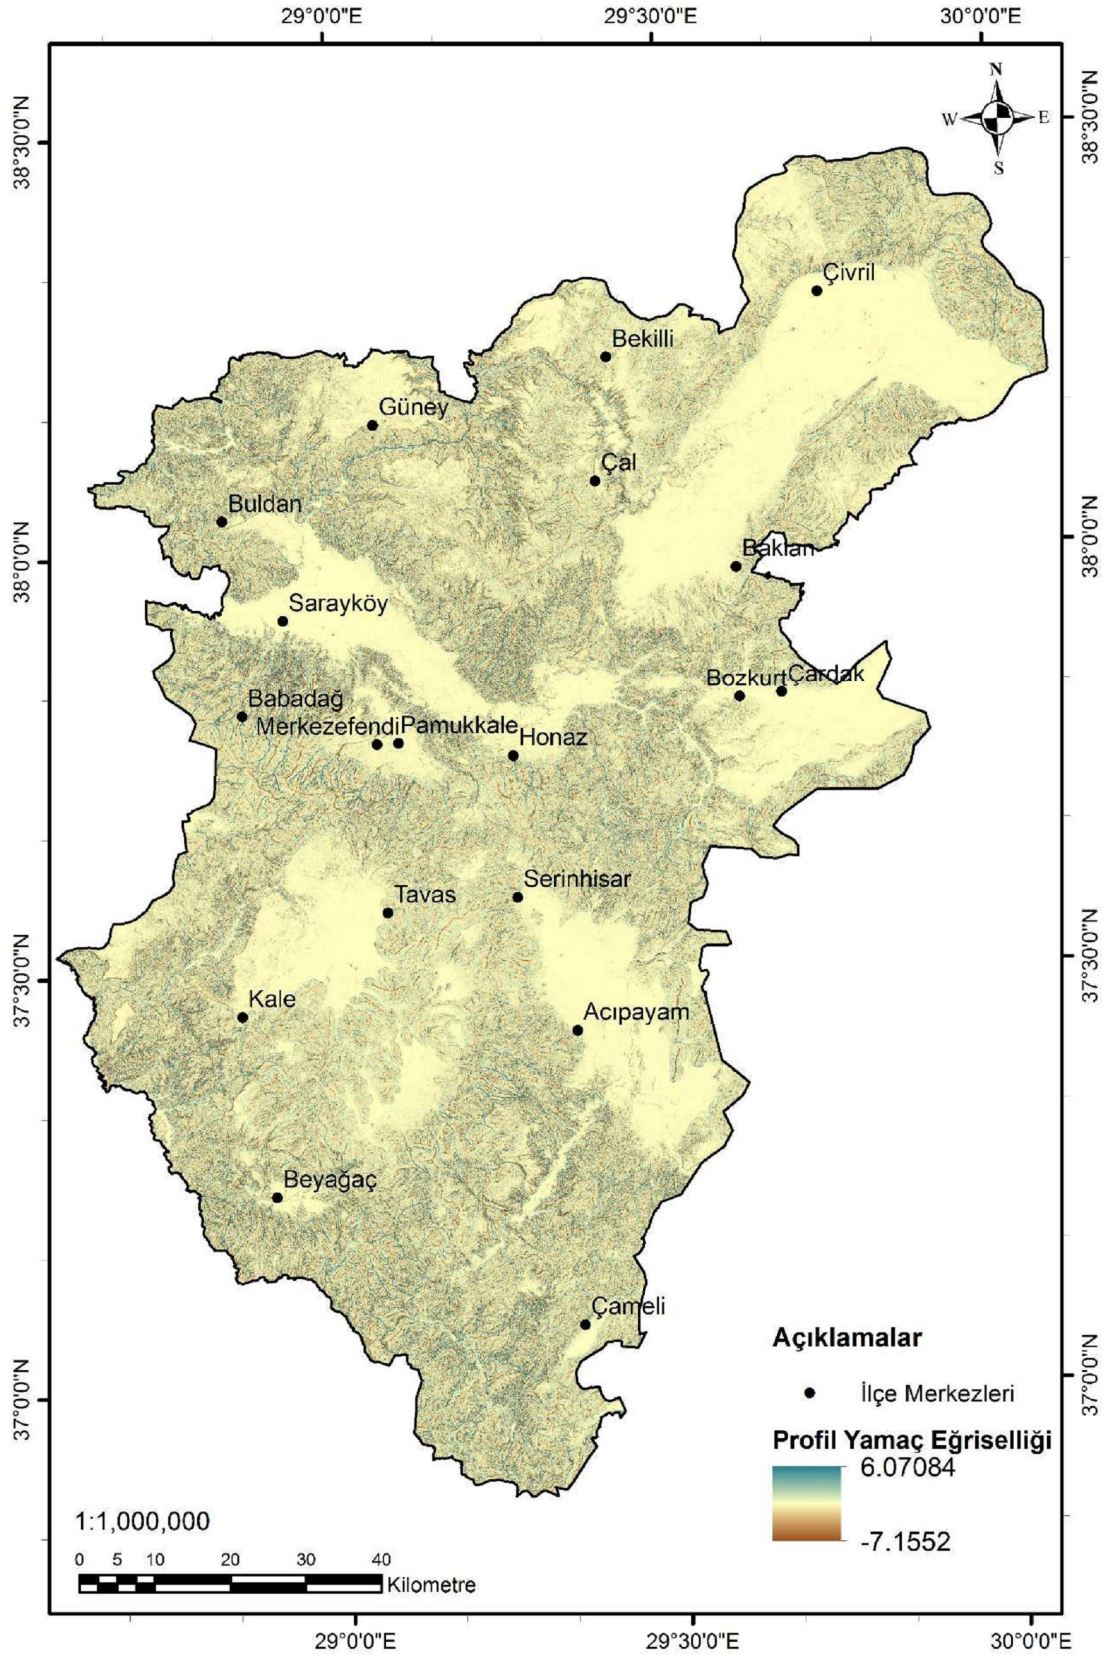 29°0'0"E 29°30'0"E 30°0'0"E
N
W E
S
38°30'0"N
38°30'0"N
Çivril
Bekilli
Güney
Çal
Buldan
38°0'0"N
Baklan
38°0'0"N
Sarayköy
Bozkurt Çardak
Babadağ
Merkezefendi Pamukkale
Honaz
Serinhisar
Tavas
37°30'0"N
37°30'0"N
Kale
Acıpayam
Beyağaç
Çameli
Açıklamalar
37°0'0"N
37°0'0"N
İlçe Merkezleri
Profil Yamaç Eğriselliği
6.07084
-7.1552
1:1,000,000
0 5 10 20 30 40
Kilometre
29°0'0"E 29°30'0"E 30°0'0"E